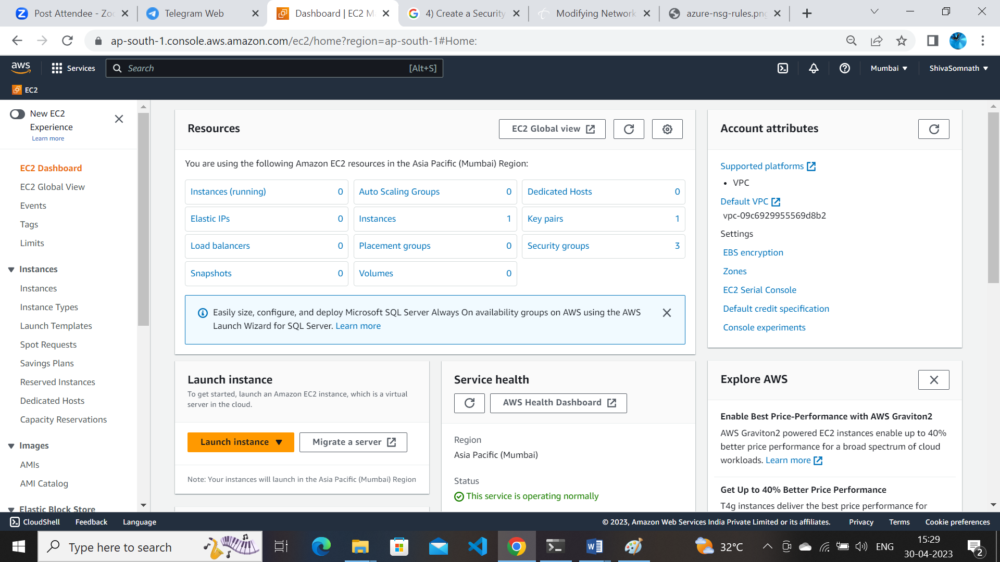 Post Attendee - Zoo
Telegram Web
Dashboard | EC2 M
4) Create a Security
Modifying Network
azure-nsg-rules.png
ap-south-1.console.aws.amazon.com/ec2/home?region=ap-south-1#Home:
aws
Services
Search
[Alt+S]
Mumbai
ShivaSomnath
EC2
New EC2
Experience
Learn more
EC2 Dashboard
EC2 Global View
Events
Tags
Limits
Instances
Instances
Instance Types
Launch Templates
Spot Requests
Savings Plans
Reserved Instances
Dedicated Hosts
Capacity Reservations
Images
AMIs
AMI Catalog
Elastic Block Store
Resources
EC2 Global view
You are using the following Amazon EC2 resources in the Asia Pacific (Mumbai) Region:
Instances (running) 0
Auto Scaling Groups 0
Dedicated Hosts 0
Elastic IPs 0
Instances 1
Key pairs 1
Load balancers 0
Placement groups 0
Security groups 3
Snapshots 0
Volumes 0
Easily size, configure, and deploy Microsoft SQL Server Always On availability groups on AWS using the AWS
Launch Wizard for SQL Server. Learn more
Launch instance
To get started, launch an Amazon EC2 instance, which is a virtual
server in the cloud.
Launch instance
Migrate a server
Note: Your instances will launch in the Asia Pacific (Mumbai) Region
Service health
AWS Health Dashboard
Region
Asia Pacific (Mumbai)
Status
This service is operating normally
Account attributes
Supported platforms
• VPC
Default VPC
vpc-09c6929955569d8b2
Settings
EBS encryption
Zones
EC2 Serial Console
Default credit specification
Console experiments
Explore AWS
Enable Best Price-Performance with AWS Graviton2
AWS Graviton2 powered EC2 instances enable up to 40%
better price performance for a broad spectrum of cloud
workloads. Learn more
Get Up to 40% Better Price Performance
T4g instances deliver the best price performance for
CloudShell
Feedback
Language
© 2023, Amazon Web Services India Private Limited or its affiliates.
Privacy
Terms
Cookie preferences
Type here to search
32°C
ENG
15:29
30-04-2023
2